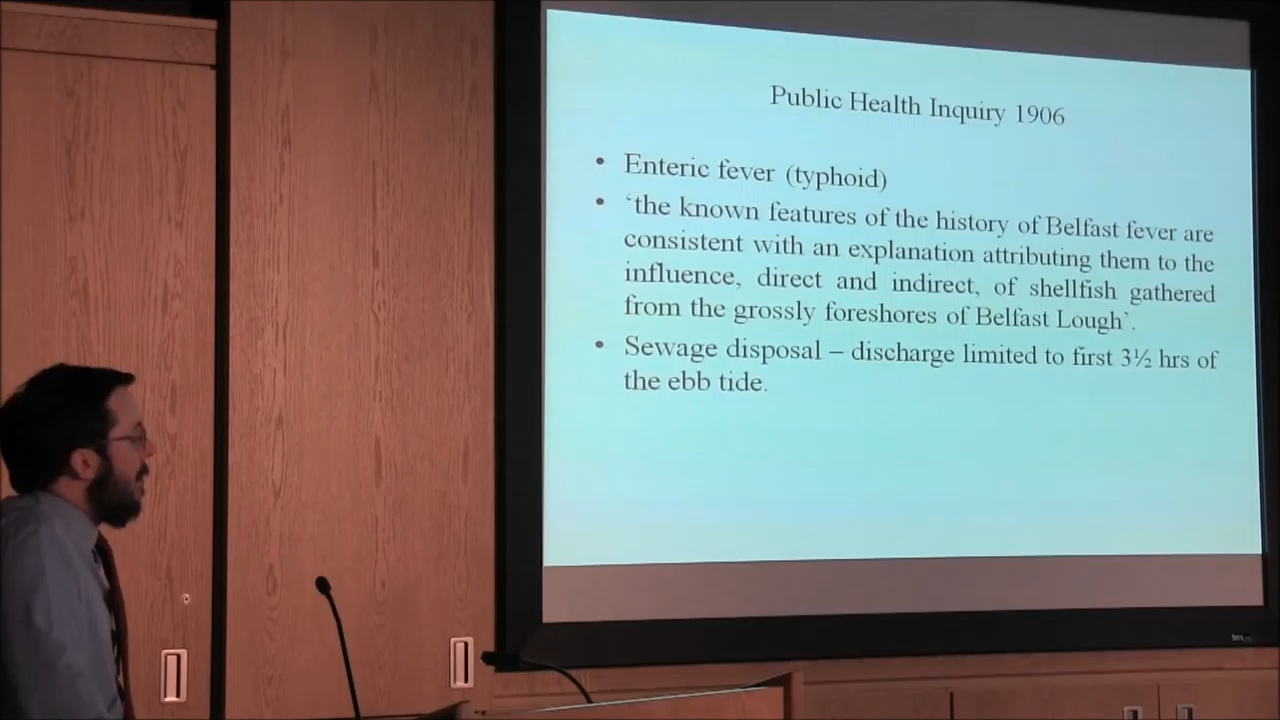 Public Health Inquiry 1906
• Enteric fever (typhoid)
• ‘the known features of the history of Belfast fever are
consistent with an explanation attributing them to the
influence, direct and indirect, of shellfish gathered
from the grossly foreshores of Belfast Lough’.
• Sewage disposal – discharge limited to first 3½ hrs of
the ebb tide.